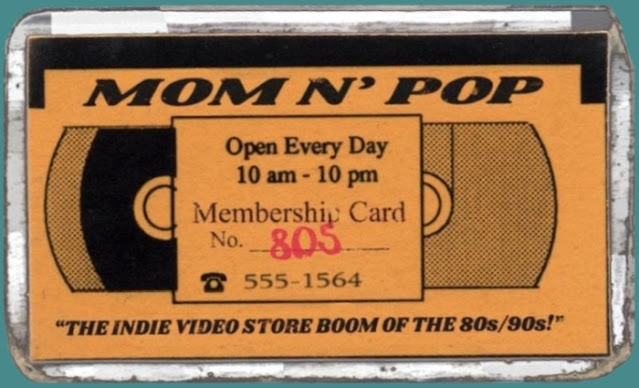 MOM N' POP
Open Every Day
10 am - 10 pm
Membership Card
No. 805
555-1564
"THE INDIE VIDEO STORE BOOM OF THE 80s/90s!"